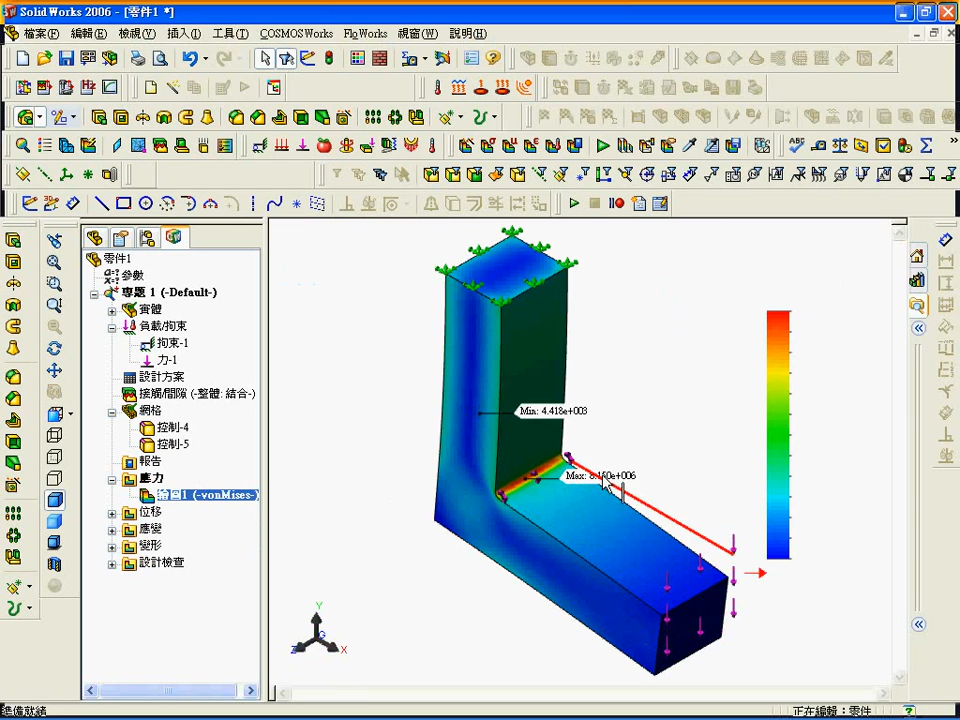 SolidWorks 2006 - [零件1 *]
檔案(F) 編輯(E) 檢視(V) 插入(I) 工具(T) COSMOSWorks FloWorks 視窗(W) 說明(H)
零件1
參數
專題 1 (-Default-)
實體
負載/拘束
拘束-1
力-1
設計方案
接觸/間隙 (-整體: 結合-)
網格
控制-4
控制-5
報告
應力
繪圖1 (-vonMises-)
位移
應變
變形
設計檢查
Min: 4.418e+003
Y
Z
X
準備就緒
正在編輯：零件